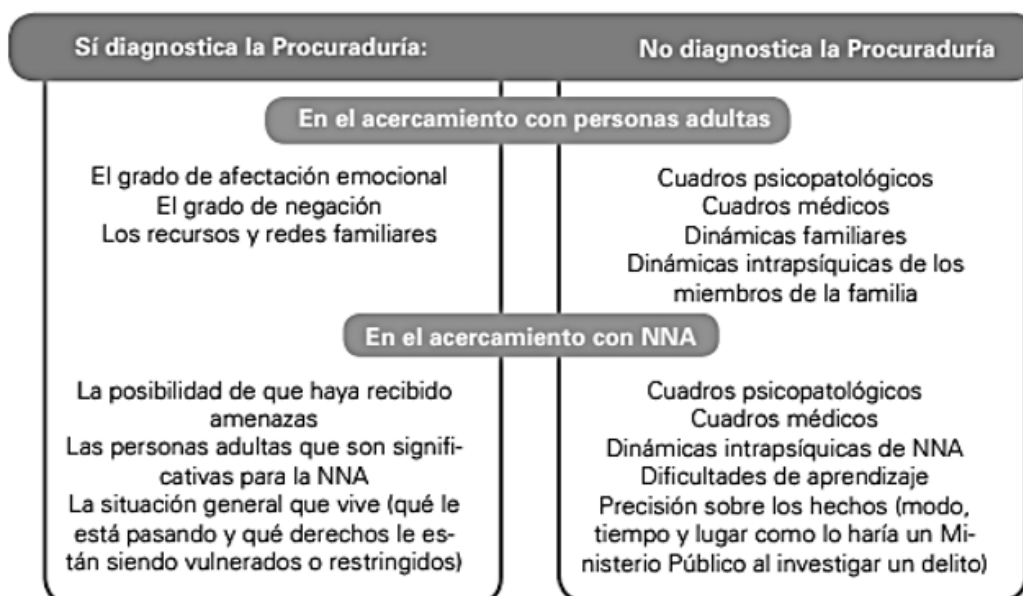 Sí diagnostica la Procuraduría:
No diagnostica la Procuraduría
En el acercamiento con personas adultas
El grado de afectación emocional
El grado de negación
Los recursos y redes familiares
Cuadros psicopatológicos
Cuadros médicos
Dinámicas familiares
Dinámicas intrapsíquicas de los
miembros de la familia
En el acercamiento con NNA
La posibilidad de que haya recibido
amenazas
Las personas adultas que son signifi-
cativas para la NNA
La situación general que vive (qué le
está pasando y qué derechos le es-
tán siendo vulnerados o restringidos)
Cuadros psicopatológicos
Cuadros médicos
Dinámicas intrapsíquicas de NNA
Dificultades de aprendizaje
Precisión sobre los hechos (modo,
tiempo y lugar como lo haría un Mi-
nisterio Público al investigar un delito)